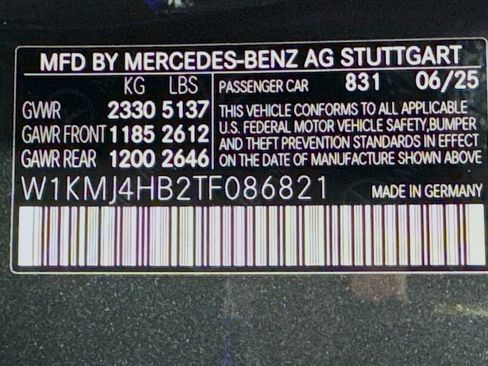 MFD BY MERCEDES-BENZ AG STUTTGART
KG LBS PASSENGER CAR 831 06/25
GVWR 2330 5137 THIS VEHICLE CONFORMS TO ALL APPLICABLE
GAWR FRONT 1185 2612 U.S. FEDERAL MOTOR VEHICLE SAFETY, BUMPER
AND THEFT PREVENTION STANDARDS IN EFFECT
GAWR REAR 1200 2646 ON THE DATE OF MANUFACTURE SHOWN ABOVE
W1KMJ4HB2TF086821 MADE IN GERMANY